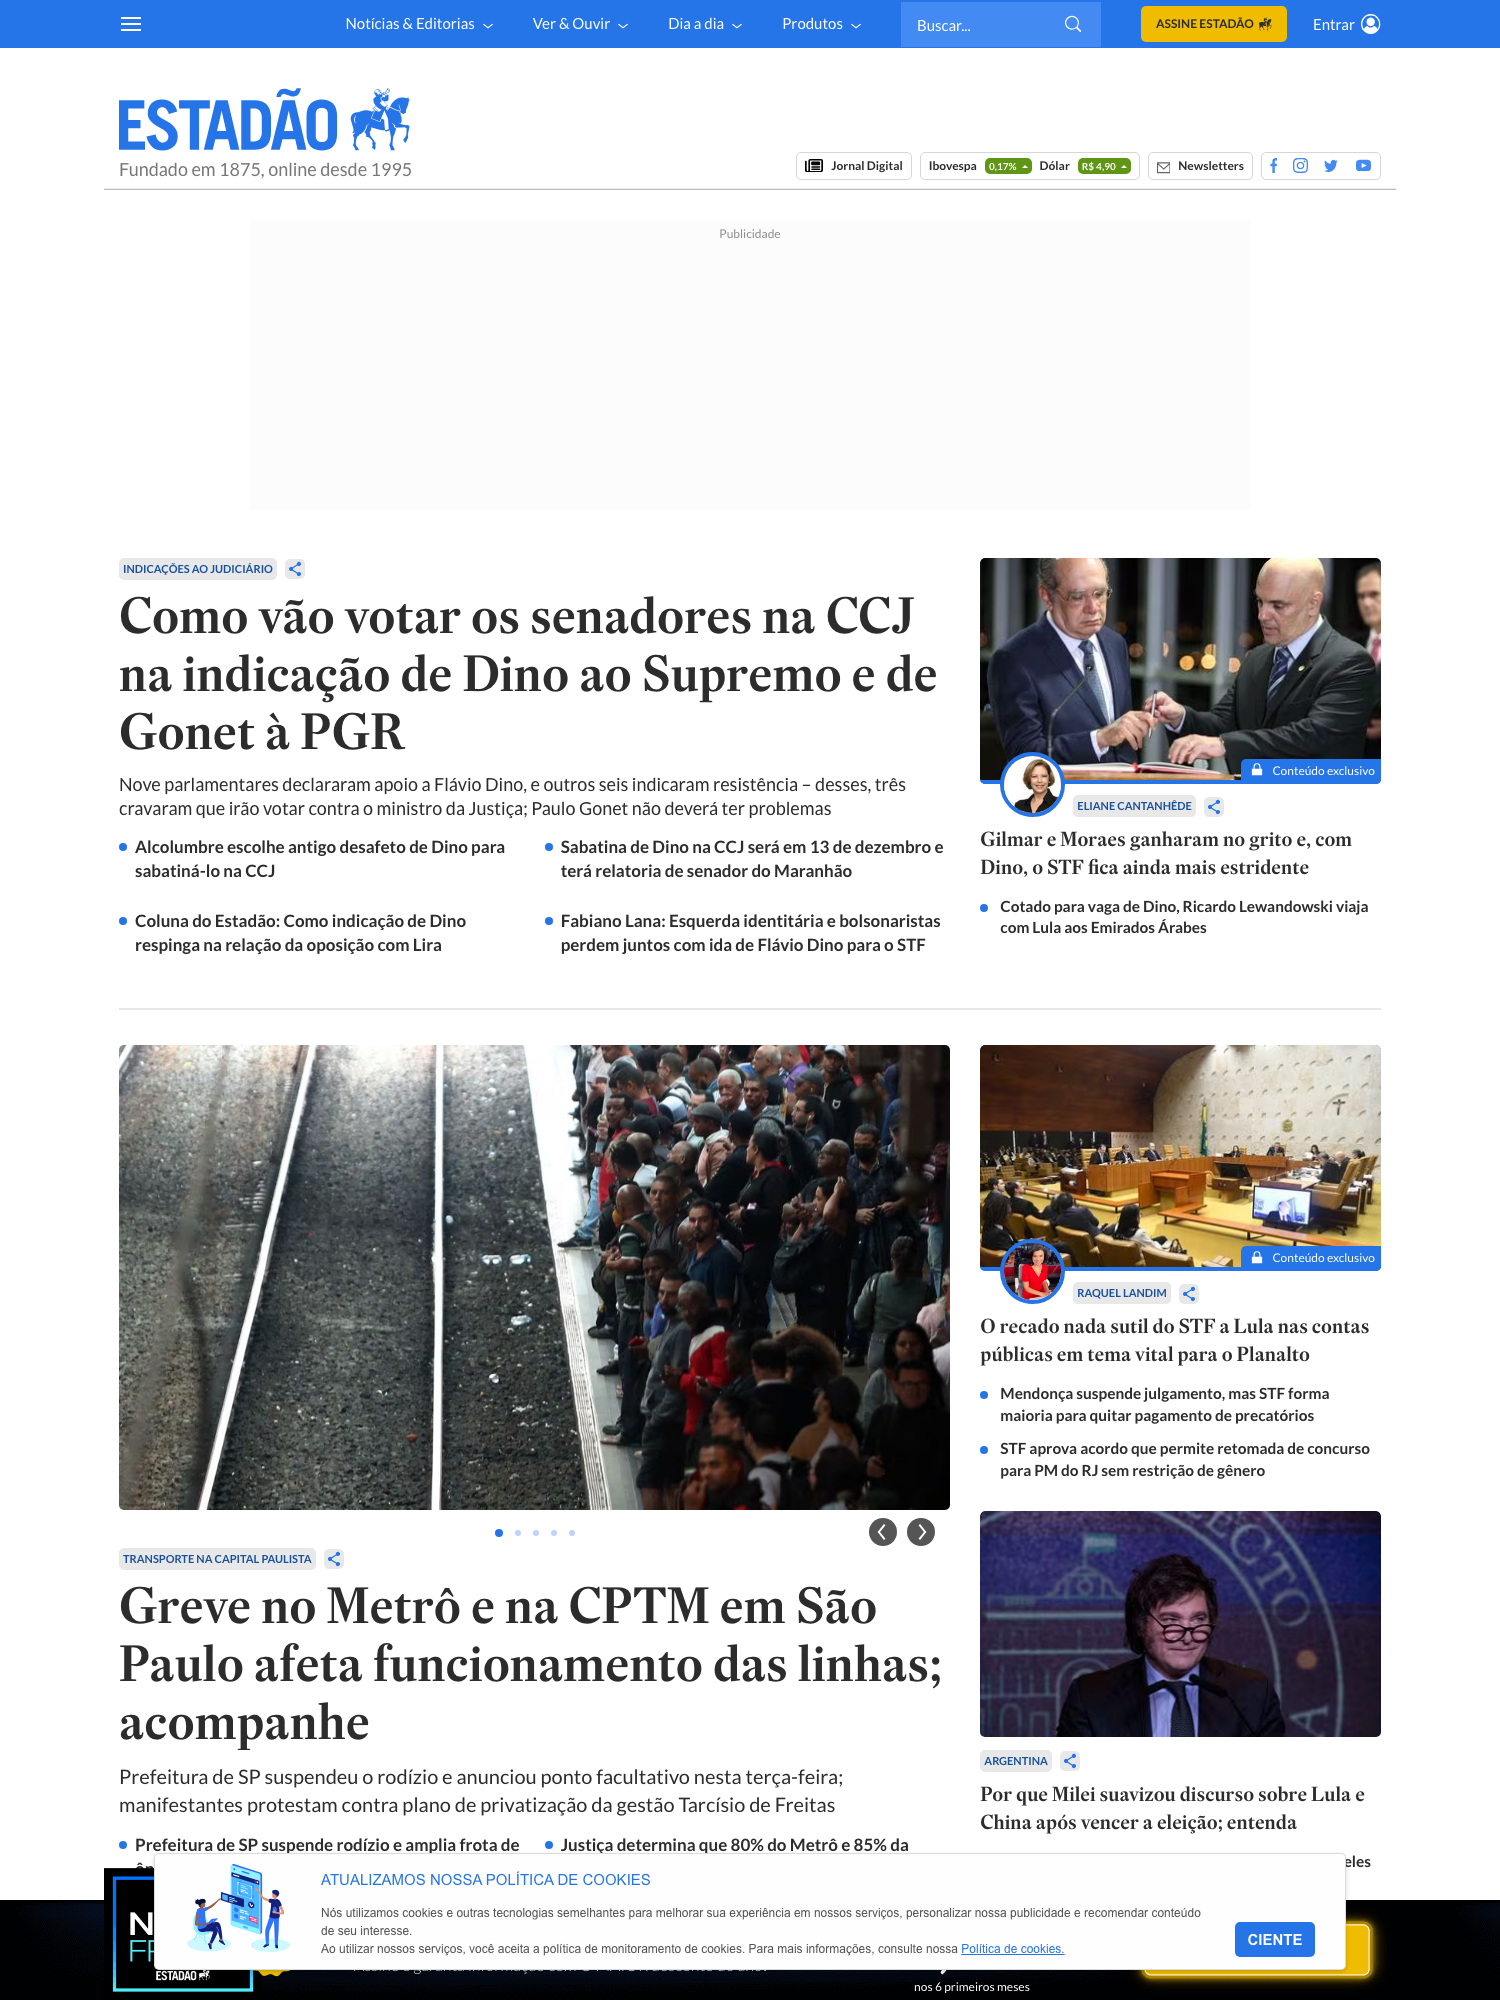 Notícias & Editorias
Ver & Ouvir
Dia a dia
Produtos
Buscar...
ASSINE ESTADÃO
Entrar
ESTADÃO
Fundado em 1875, online desde 1995
Jornal Digital
Ibovespa 0,17% Dólar R$ 4,90
Newsletters
Publicidade
INDICAÇÕES AO JUDICIÁRIO
Como vão votar os senadores na CCJ
na indicação de Dino ao Supremo e de
Gonet à PGR
Nove parlamentares declararam apoio a Flávio Dino, e outros seis indicaram resistência – desses, três
cravaram que irão votar contra o ministro da Justiça; Paulo Gonet não deverá ter problemas
Alcolumbre escolhe antigo desafeto de Dino para
sabatiná-lo na CCJ
Sabatina de Dino na CCJ será em 13 de dezembro e
terá relatoria de senador do Maranhão
Coluna do Estadão: Como indicação de Dino
respinga na relação da oposição com Lira
Fabiano Lana: Esquerda identitária e bolsonaristas
perdem juntos com ida de Flávio Dino para o STF
Conteúdo exclusivo
ELIANE CANTANHÊDE
Gilmar e Moraes ganharam no grito e, com
Dino, o STF fica ainda mais estridente
Cotado para vaga de Dino, Ricardo Lewandowski viaja
com Lula aos Emirados Árabes
TRANSPORTE NA CAPITAL PAULISTA
Greve no Metrô e na CPTM em São
Paulo afeta funcionamento das linhas;
acompanhe
Prefeitura de SP suspendeu o rodízio e anunciou ponto facultativo nesta terça-feira;
manifestantes protestam contra plano de privatização da gestão Tarcísio de Freitas
Prefeitura de SP suspende rodízio e amplia frota de
Justiça determina que 80% do Metrô e 85% da
Conteúdo exclusivo
RAQUEL LANDIM
O recado nada sutil do STF a Lula nas contas
públicas em tema vital para o Planalto
Mendonça suspende julgamento, mas STF forma
maioria para quitar pagamento de precatórios
STF aprova acordo que permite retomada de concurso
para PM do RJ sem restrição de gênero
ARGENTINA
Por que Milei suavizou discurso sobre Lula e
China após vencer a eleição; entenda
eles
ATUALIZAMOS NOSSA POLÍTICA DE COOKIES
Nós utilizamos cookies e outras tecnologias semelhantes para melhorar sua experiência em nossos serviços, personalizar nossa publicidade e recomendar conteúdo
de seu interesse.
Ao utilizar nossos serviços, você aceita a política de monitoramento de cookies. Para mais informações, consulte nossa Política de cookies.
CIENTE
ESTADÃO
nos 6 primeiros meses